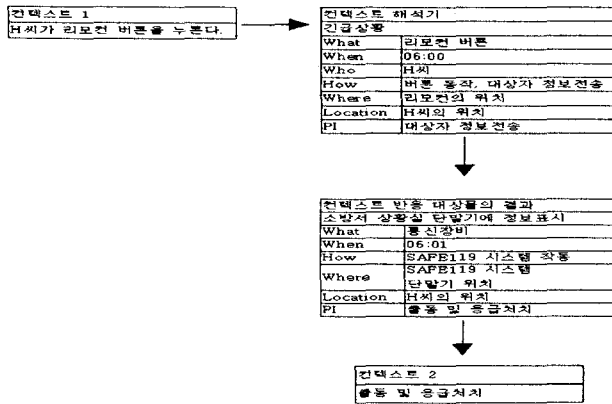 컨텍스트 1
H씨가 리모컨 버튼을 누른다.
컨텍스트 해석기
긴급상황
What 리모컨 버튼
When 06:00
Who H씨
How 버튼 동작, 대상자 정보전송
Where 리모컨의 위치
Location H씨의 위치
PI 대상자 정보전송
컨텍스트 반응 대상물의 결과
소방서 상황실 단말기에 정보표시
What 통신장비
When 06:01
How SAFE119 시스템 작동
Where SAFE119 시스템
단말기 위치
Location H씨의 위치
PI 출동 및 응급처치
컨텍스트 2
출동 및 응급처치